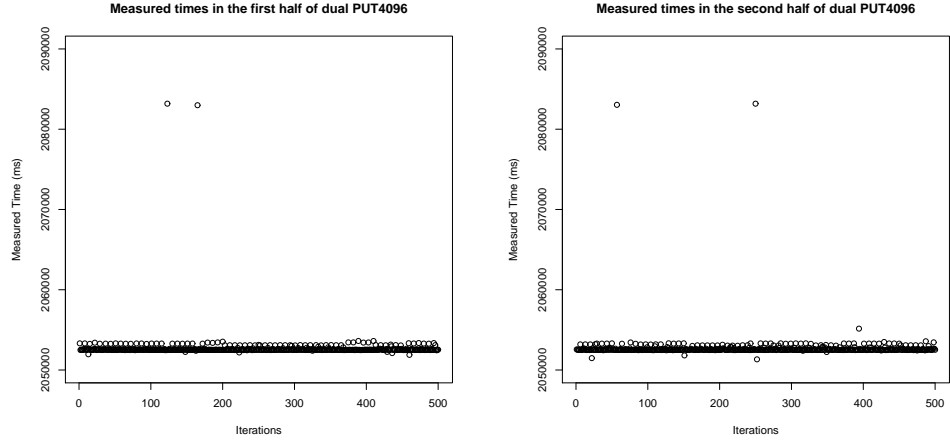 Measured times in the first half of dual PUT4096
Measured Time (ms)
2090000
2080000
2070000
2060000
2050000
0 100 200 300 400 500
Iterations
Measured times in the second half of dual PUT4096
Measured Time (ms)
2090000
2080000
2070000
2060000
2050000
0 100 200 300 400 500
Iterations